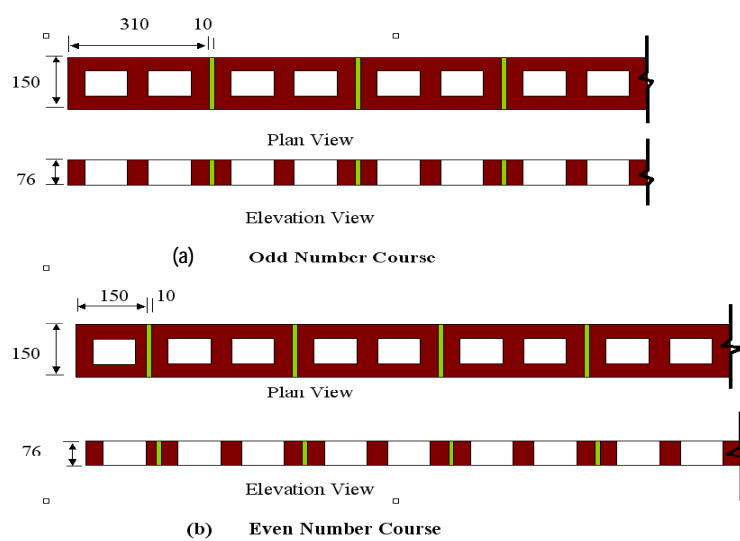 310 10
150
Plan View
76
Elevation View
(a) Odd Number Course
150 10
150
Plan View
76
Elevation View
(b) Even Number Course